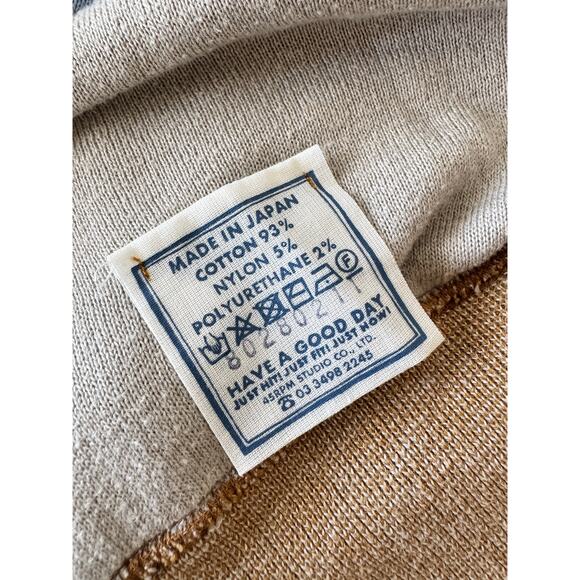 MADE IN JAPAN
COTTON 93%
NYLON 5%
POLYURETHANE 2%
F
HAVE A GOOD DAY
JUST HIT! JUST FIT! JUST NOW!
45RPM STUDIO CO., LTD.
☎ 03 3498 2245